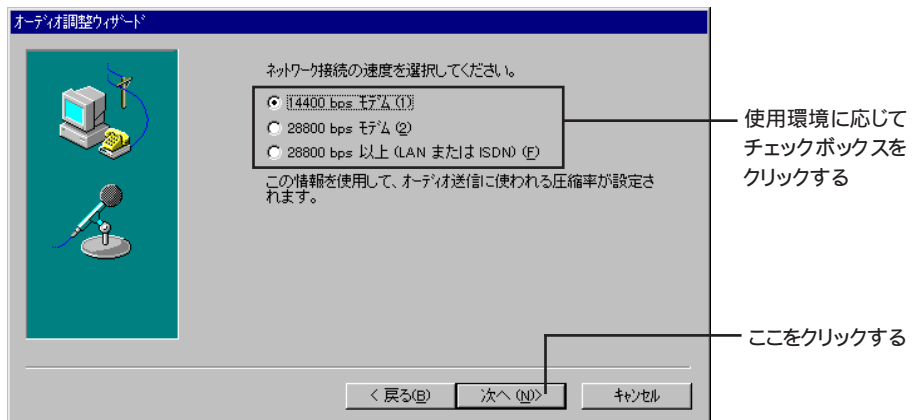 オーディオ調整ウィザード
ネットワーク接続の速度を選択してください。
14400 bps モデム (1)
28800 bps モデム (2)
28800 bps 以上 (LAN または ISDN) (F)
この情報を使用して、オーディオ送信に使われる圧縮率が設定さ
れます。
使用環境に応じて
チェックボックスを
クリックする
ここをクリックする
< 戻る(B)
次へ (N)>
キャンセル